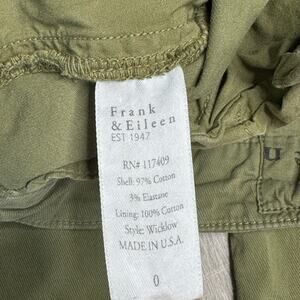 Frank
& Eileen
EST 1947
RN# 117409
Shell: 97% Cotton
3% Elastane
Lining: 100% Cotton
Style: Wicklow
MADE IN U.S.A.
0
u